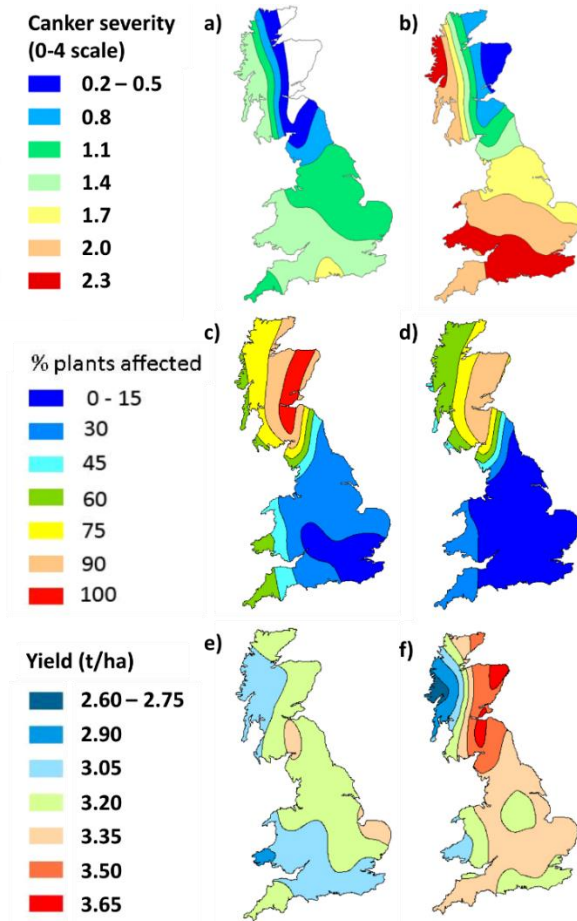 Canker severity
(0-4 scale)
0.2 – 0.5
0.8
1.1
1.4
1.7
2.0
2.3
a)
b)
% plants affected
0 - 15
30
45
60
75
90
100
c)
d)
Yield (t/ha)
2.60 – 2.75
2.90
3.05
3.20
3.35
3.50
3.65
e)
f)